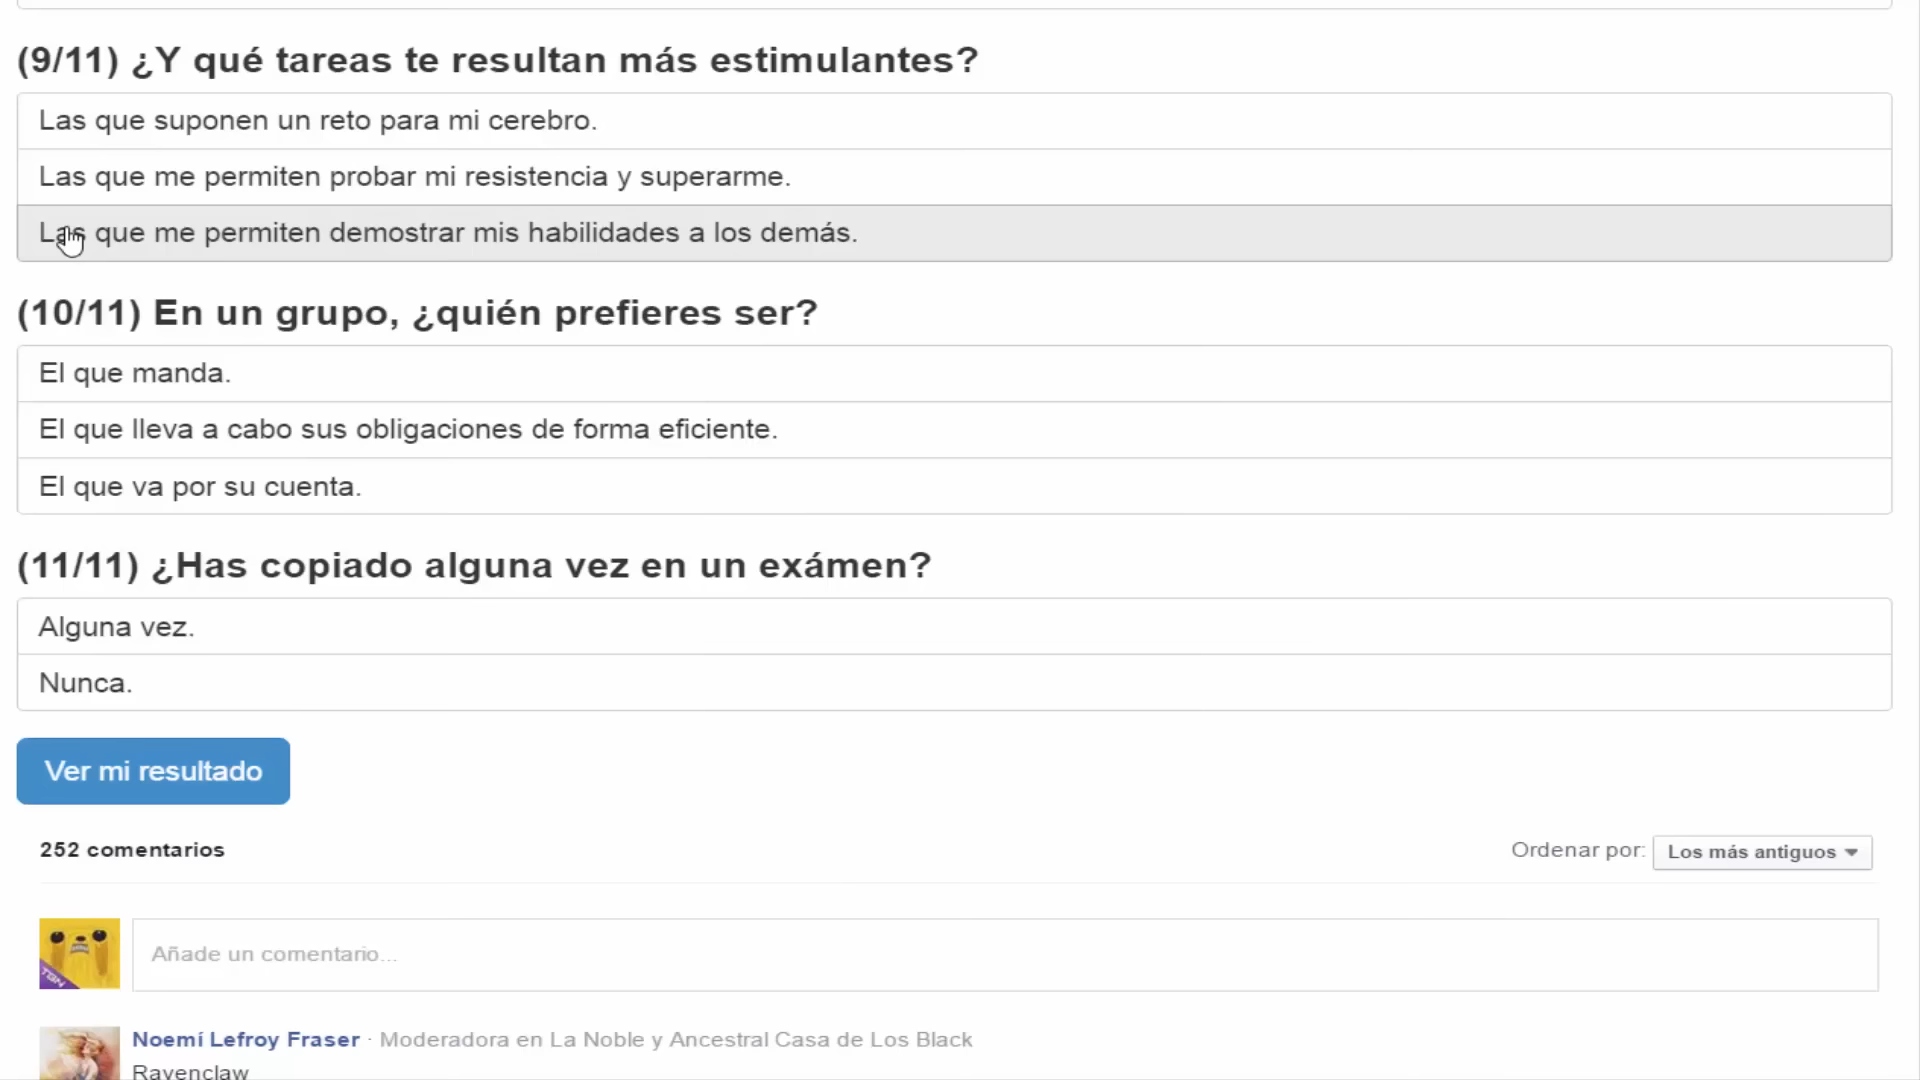 (9/11) ¿Y qué tareas te resultan más estimulantes?
Las que suponen un reto para mi cerebro.
Las que me permiten probar mi resistencia y superarme.
Las que me permiten demostrar mis habilidades a los demás.
(10/11) En un grupo, ¿quién prefieres ser?
El que manda.
El que lleva a cabo sus obligaciones de forma eficiente.
El que va por su cuenta.
(11/11) ¿Has copiado alguna vez en un exámen?
Alguna vez.
Nunca.
Ver mi resultado
252 comentarios
Ordenar por: Los más antiguos
TGN
Añade un comentario...
Noemí Lefroy Fraser · Moderadora en La Noble y Ancestral Casa de Los Black
Ravenclaw